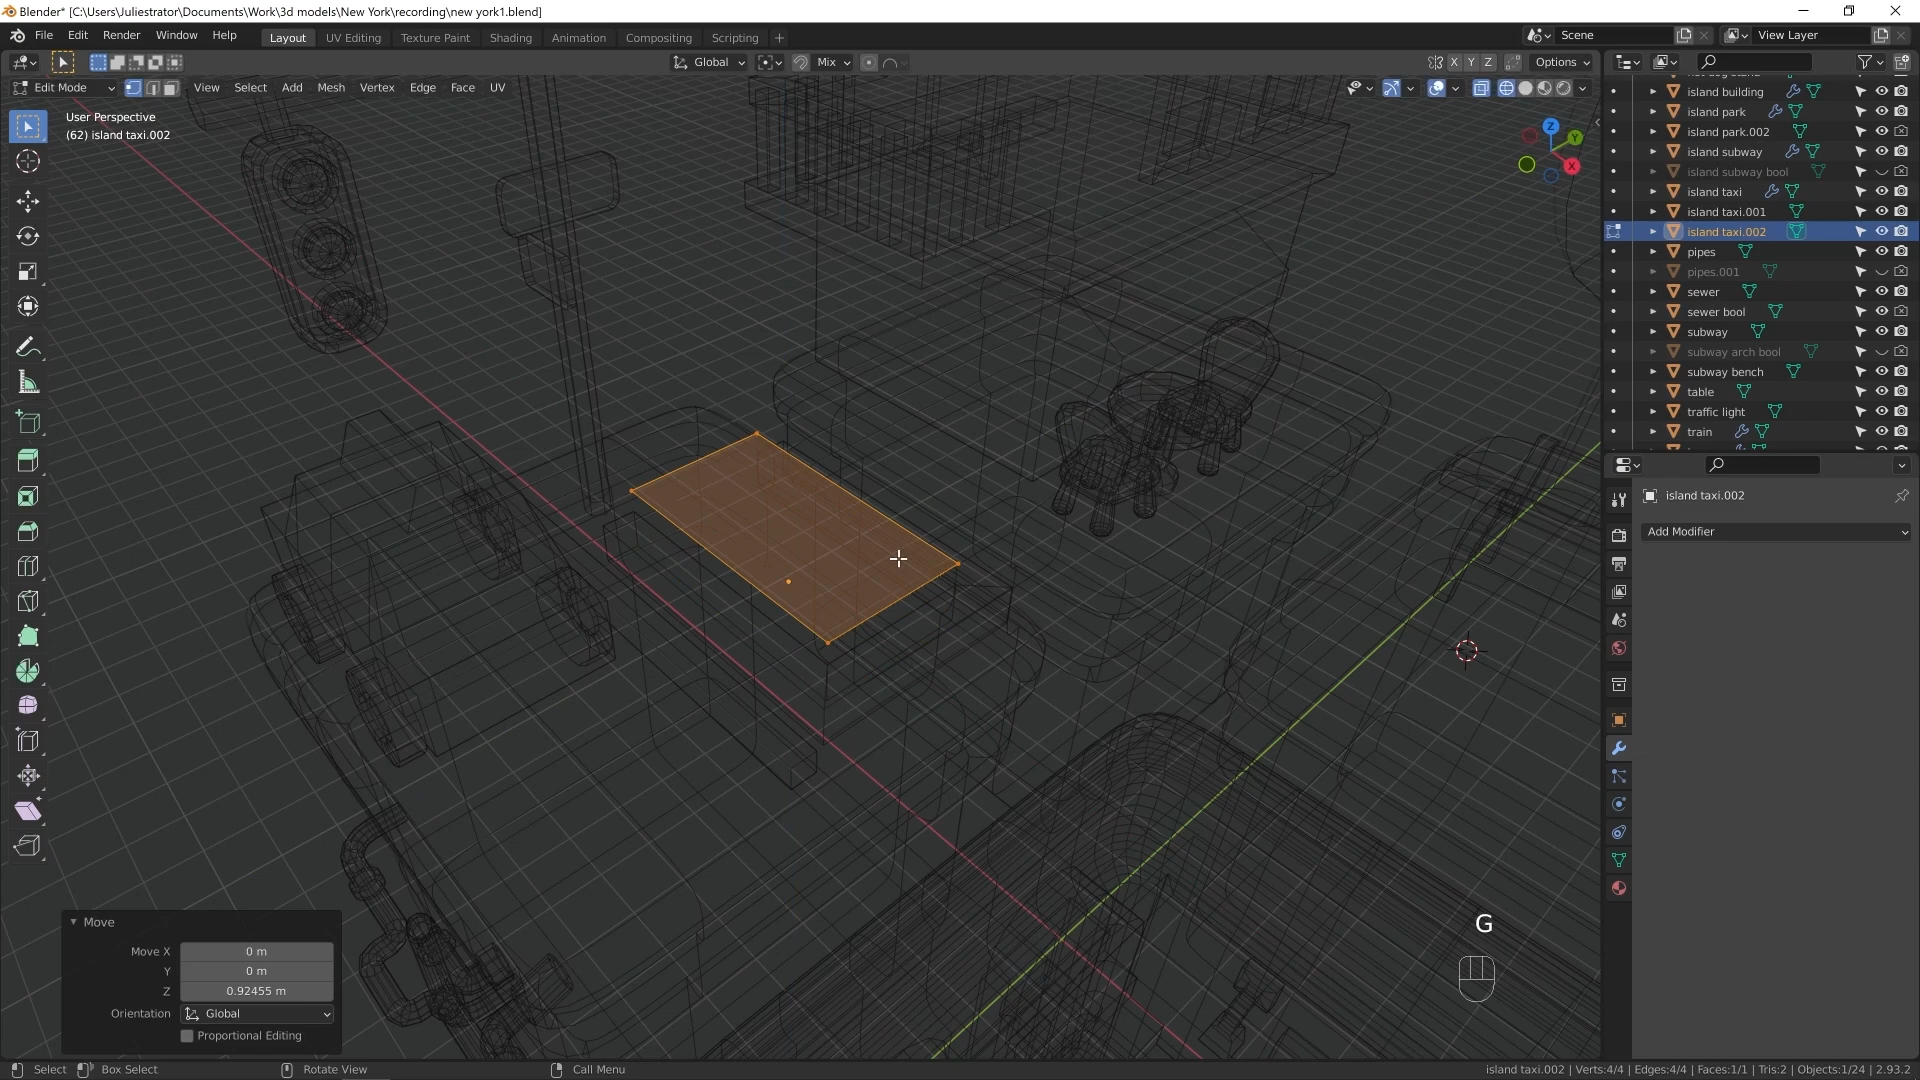 Blender* [C:\Users\Juliestrator\Documents\Work\3d models\New York\recording\new york1.blend]
File Edit Render Window Help
Layout UV Editing Texture Paint Shading Animation Compositing Scripting +
Scene
View Layer
Global
Mix
X Y Z
Options
Edit Mode
View Select Add Mesh Vertex Edge Face UV
User Perspective
(62) island taxi.002
Z
Y
X
island building
island park
island park.002
island subway
island subway bool
island taxi
island taxi.001
island taxi.002
pipes
pipes.001
sewer
sewer bool
subway
subway arch bool
subway bench
table
traffic light
train
island taxi.002
Add Modifier
G
Move
Move X 0 m
Y 0 m
Z 0.92455 m
Orientation Global
Proportional Editing
Select Box Select Rotate View Call Menu
island taxi.002 | Verts:4/4 | Edges:4/4 | Faces:1/1 | Tris:2 | Objects:1/24 | 2.93.2